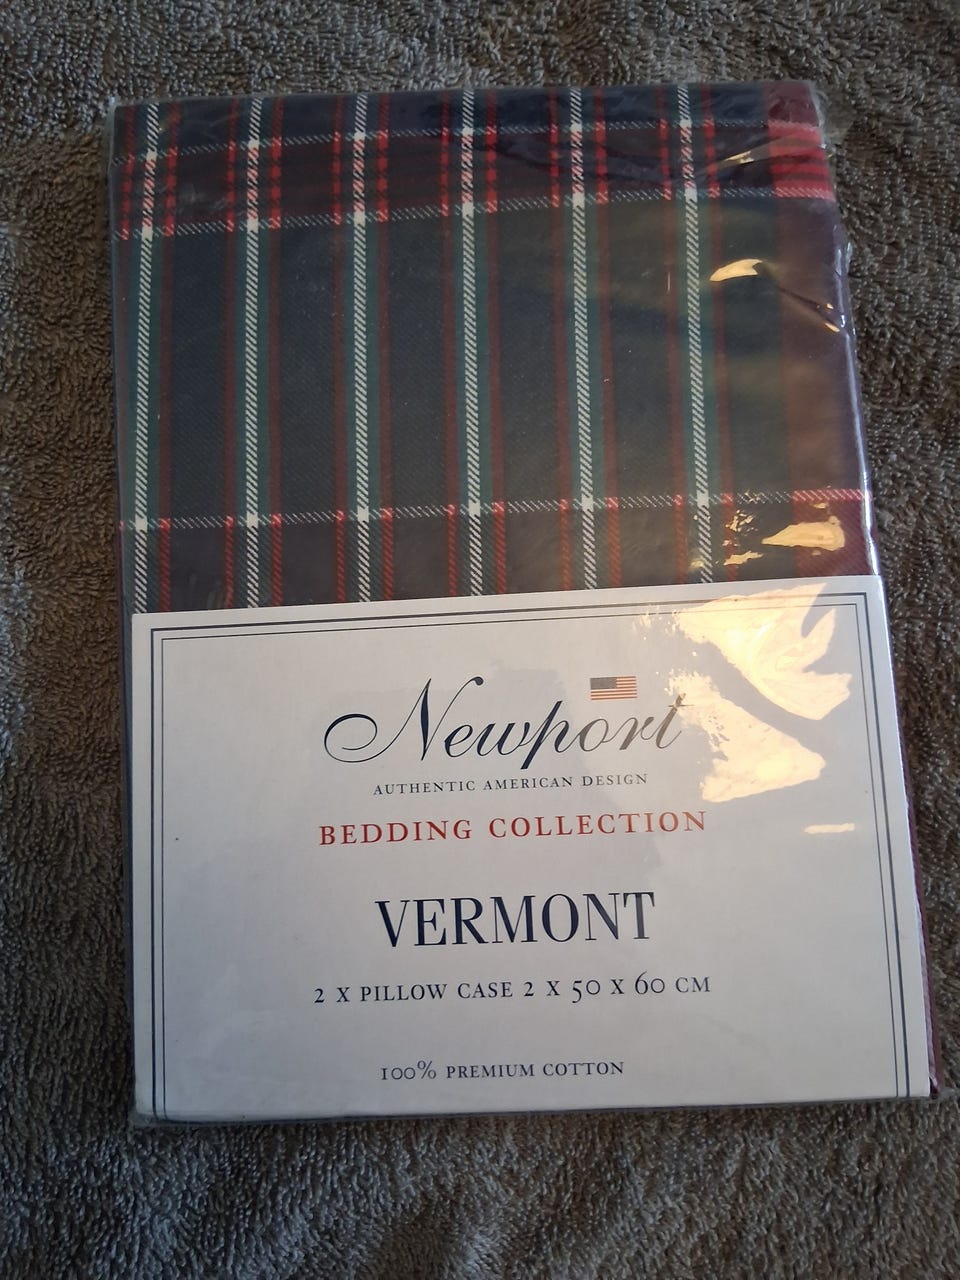 Newport
AUTHENTIC AMERICAN DESIGN
BEDDING COLLECTION
VERMONT
2 X PILLOW CASE 2 X 50 X 60 CM
100% PREMIUM COTTON